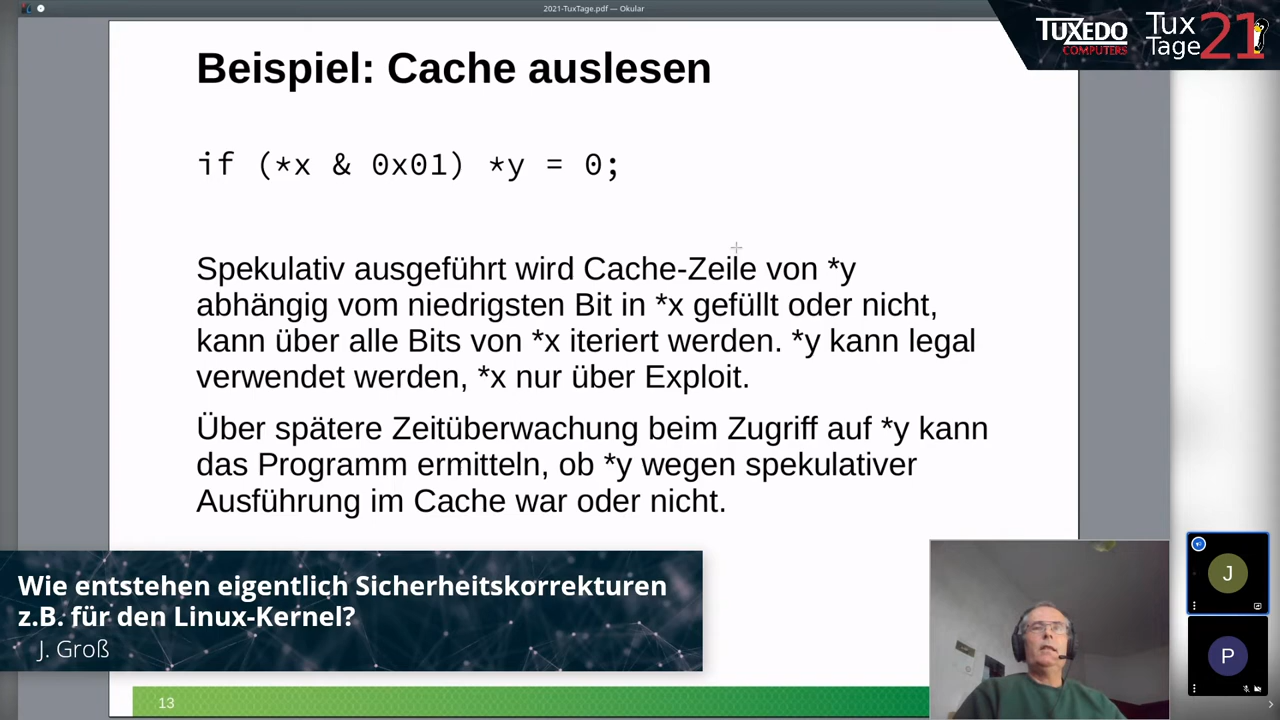 2021-TuxTage.pdf — Okular
TUXEDO
COMPUTERS
Tux
Tage
21
Beispiel: Cache auslesen
if (*x & 0x01) *y = 0;
Spekulativ ausgeführt wird Cache-Zeile von *y
abhängig vom niedrigsten Bit in *x gefüllt oder nicht,
kann über alle Bits von *x iteriert werden. *y kann legal
verwendet werden, *x nur über Exploit.
Über spätere Zeitüberwachung beim Zugriff auf *y kann
das Programm ermitteln, ob *y wegen spekulativer
Ausführung im Cache war oder nicht.
Wie entstehen eigentlich Sicherheitskorrekturen
z.B. für den Linux-Kernel?
J. Groß
J
P
13